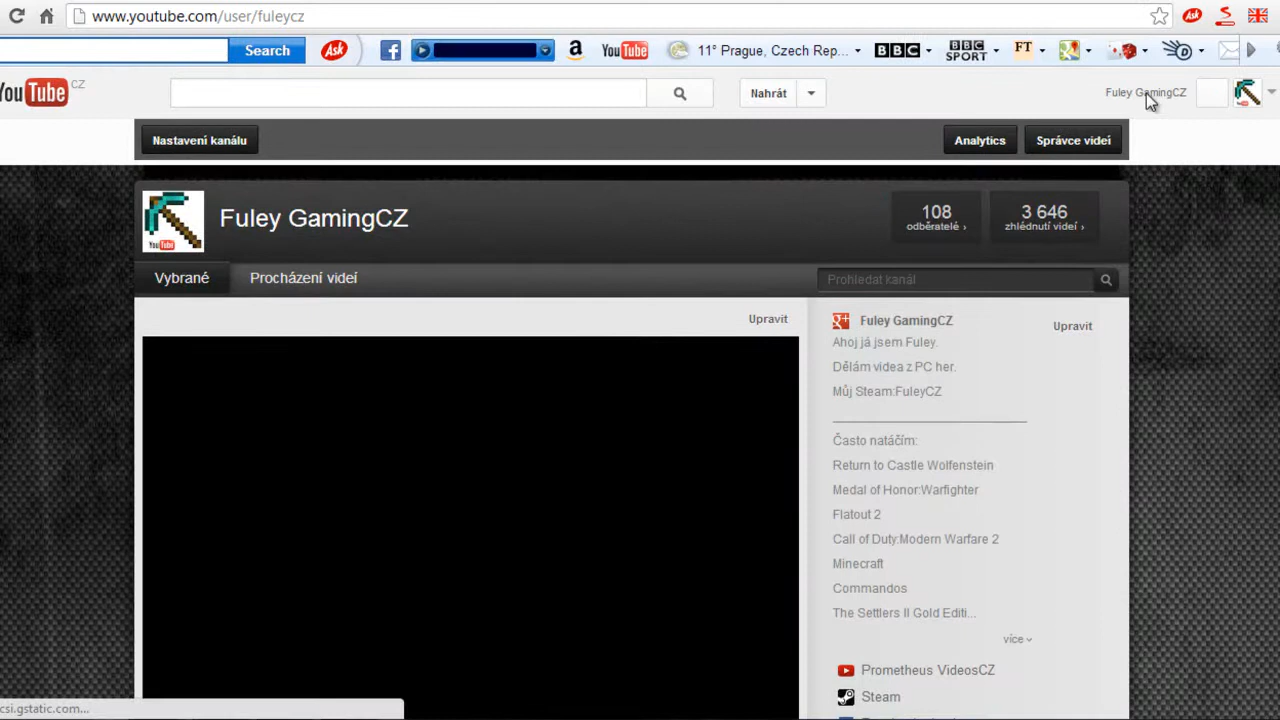 www.youtube.com/user/fuleycz
Search
Ask
YouTube
11° Prague, Czech Rep...
BBC
BBC SPORT
FT
YouTube CZ
Nahrát
Fuley GamingCZ
Nastavení kanálu
Analytics
Správce videí
Fuley GamingCZ
108
odběratelé ›
3 646
zhlédnutí videí ›
YouTube
Vybrané
Procházení videí
Prohledat kanál
Upravit
Fuley GamingCZ
Upravit
Ahoj já jsem Fuley.
Dělám videa z PC her.
Můj Steam:FuleyCZ
Často natáčím:
Return to Castle Wolfenstein
Medal of Honor:Warfighter
Flatout 2
Call of Duty:Modern Warfare 2
Minecraft
Commandos
The Settlers II Gold Editi...
více
Prometheus VideosCZ
Steam
csi.gstatic.com...